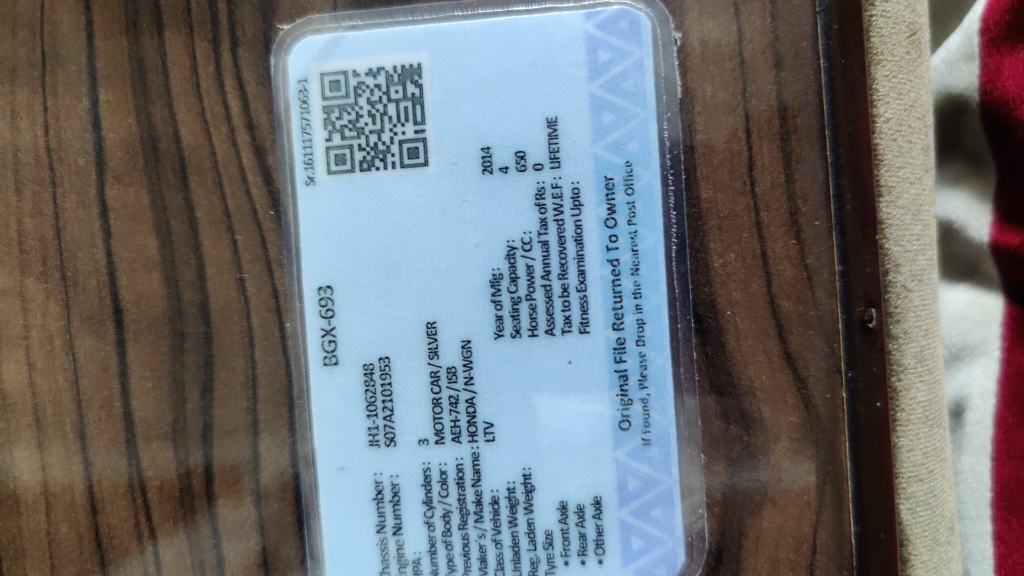 Sr.1611175771068-1
BGX-693
Chassis Number : JH1-1062848
Engine Number : S07A2101953
HPA :
Number of Cylinders : 3
Type of Body / Color : MOTOR CAR / SILVER
Previous Registration : AEH-742 / ISB
Maker's / Make Name : HONDA / N-WGN
Class of Vehicle : LTV
Unladen Weight :
Reg. Laden Weight :
Tyre Size
• Front Axle
• Rear Axle
• Other Axle
Year of Mfg : 2014
Seating Capacity : 4
Horse Power / CC : 650
Assessed Annual Tax of Rs : 0
Tax to be Recovered W.E.F : LIFETIME
Fitness Examination Upto :
Original File Returned To Owner
If found, Please Drop in the Nearest Post Office